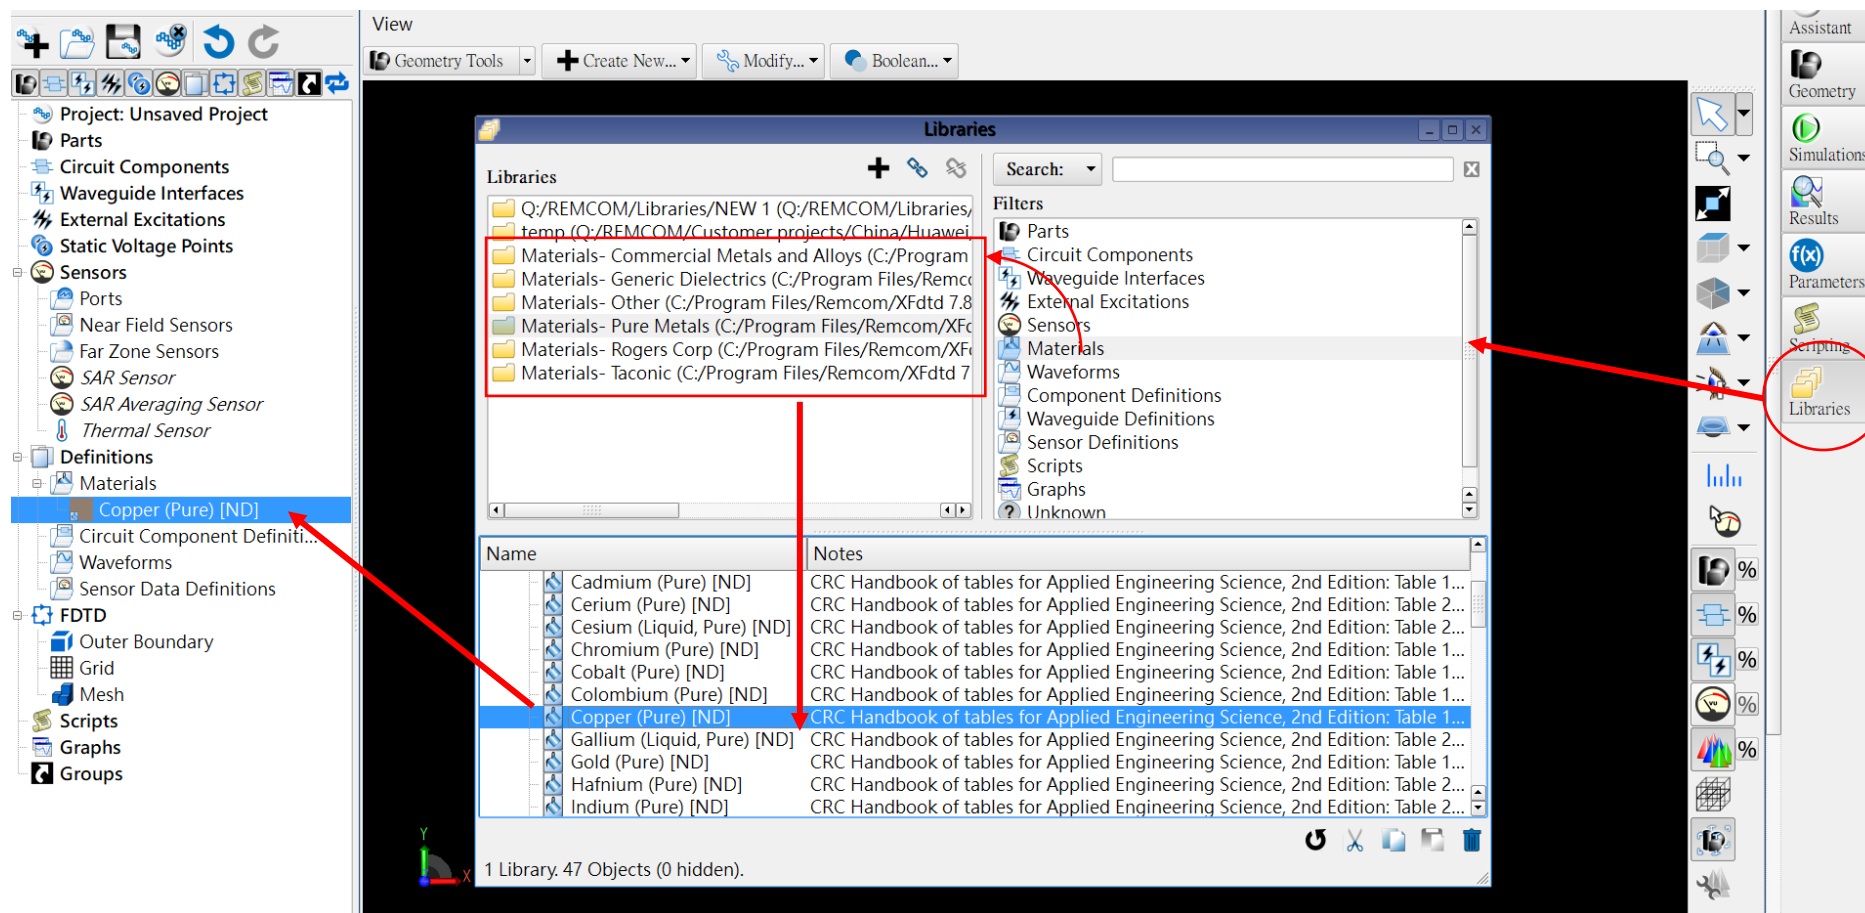 View
Geometry Tools
Create New...
Modify...
Boolean...
Project: Unsaved Project
Parts
Circuit Components
Waveguide Interfaces
External Excitations
Static Voltage Points
Sensors
Ports
Near Field Sensors
Far Zone Sensors
SAR Sensor
SAR Averaging Sensor
Thermal Sensor
Definitions
Materials
Copper (Pure) [ND]
Circuit Component Definiti...
Waveforms
Sensor Data Definitions
FDTD
Outer Boundary
Grid
Mesh
Scripts
Graphs
Groups
Libraries
Libraries
Q:/REMCOM/Libraries/NEW 1 (Q:/REMCOM/Libraries/
temp (Q:/REMCOM/Customer projects/China/Huawei,
Materials- Commercial Metals and Alloys (C:/Program
Materials- Generic Dielectrics (C:/Program Files/Remc
Materials- Other (C:/Program Files/Remcom/XFdtd 7.8
Materials- Pure Metals (C:/Program Files/Remcom/XF
Materials- Rogers Corp (C:/Program Files/Remcom/XF
Materials- Taconic (C:/Program Files/Remcom/XFdtd 7
Search:
Filters
Parts
Circuit Components
Waveguide Interfaces
External Excitations
Sensors
Materials
Waveforms
Component Definitions
Waveguide Definitions
Sensor Definitions
Scripts
Graphs
Unknown
Name Notes
Cadmium (Pure) [ND] CRC Handbook of tables for Applied Engineering Science, 2nd Edition: Table 1...
Cerium (Pure) [ND] CRC Handbook of tables for Applied Engineering Science, 2nd Edition: Table 2...
Cesium (Liquid, Pure) [ND] CRC Handbook of tables for Applied Engineering Science, 2nd Edition: Table 2...
Chromium (Pure) [ND] CRC Handbook of tables for Applied Engineering Science, 2nd Edition: Table 1...
Cobalt (Pure) [ND] CRC Handbook of tables for Applied Engineering Science, 2nd Edition: Table 1...
Colombium (Pure) [ND] CRC Handbook of tables for Applied Engineering Science, 2nd Edition: Table 1...
Copper (Pure) [ND] CRC Handbook of tables for Applied Engineering Science, 2nd Edition: Table 1...
Gallium (Liquid, Pure) [ND] CRC Handbook of tables for Applied Engineering Science, 2nd Edition: Table 2...
Gold (Pure) [ND] CRC Handbook of tables for Applied Engineering Science, 2nd Edition: Table 1...
Hafnium (Pure) [ND] CRC Handbook of tables for Applied Engineering Science, 2nd Edition: Table 2...
Indium (Pure) [ND] CRC Handbook of tables for Applied Engineering Science, 2nd Edition: Table 2...
1 Library. 47 Objects (0 hidden).
Y
X
%
%
%
%
%
Assistant
Geometry
Simulations
Results
f(x)
Parameters
Scripting
Libraries